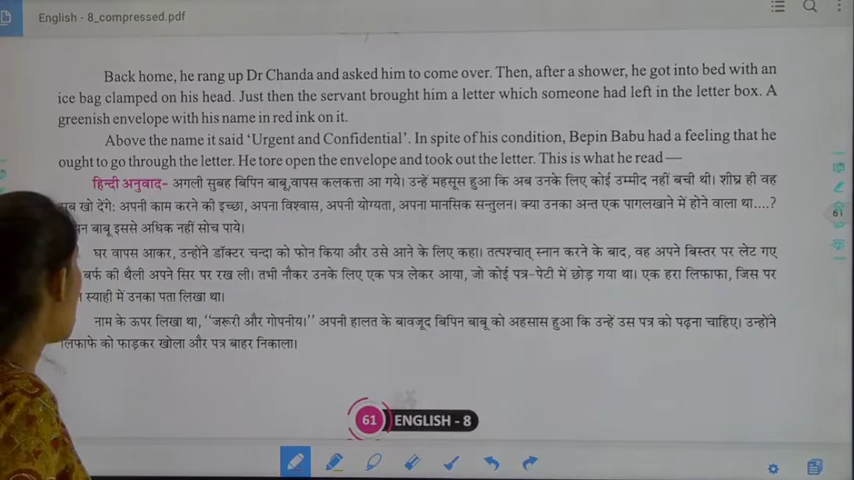 English - 8_compressed.pdf
Back home, he rang up Dr Chanda and asked him to come over. Then, after a shower, he got into bed with an
ice bag clamped on his head. Just then the servant brought him a letter which someone had left in the letter box. A
greenish envelope with his name in red ink on it.
Above the name it said 'Urgent and Confidential'. In spite of his condition, Bepin Babu had a feeling that he
ought to go through the letter. He tore open the envelope and took out the letter. This is what he read —
हिन्दी अनुवाद- अगली सुबह बिपिन बाबू,वापस कलकत्ता आ गये। उन्हें महसूस हुआ कि अब उनके लिए कोई उम्मीद नहीं बची थी। शीघ्र ही वह
खो देंगे: अपनी काम करने की इच्छा, अपना विश्वास, अपनी योग्यता, अपना मानसिक सन्तुलन। क्या उनका अन्त एक पागलखाने में होने वाला था....?
बाबू इससे अधिक नहीं सोच पाये।
घर वापस आकर, उन्होंने डॉक्टर चन्दा को फोन किया और उसे आने के लिए कहा। तत्पश्चात् स्नान करने के बाद, वह अपने बिस्तर पर लेट गए
बर्फ की थैली अपने सिर पर रख ली। तभी नौकर उनके लिए एक पत्र लेकर आया, जो कोई पत्र-पेटी में छोड़ गया था। एक हरा लिफाफा, जिस पर
स्याही में उनका पता लिखा था।
नाम के ऊपर लिखा था, "जरूरी और गोपनीय।" अपनी हालत के बावजूद बिपिन बाबू को अहसास हुआ कि उन्हें उस पत्र को पढ़ना चाहिए। उन्होंने
लिफाफे को फाड़कर खोला और पत्र बाहर निकाला।
61
61 ENGLISH - 8